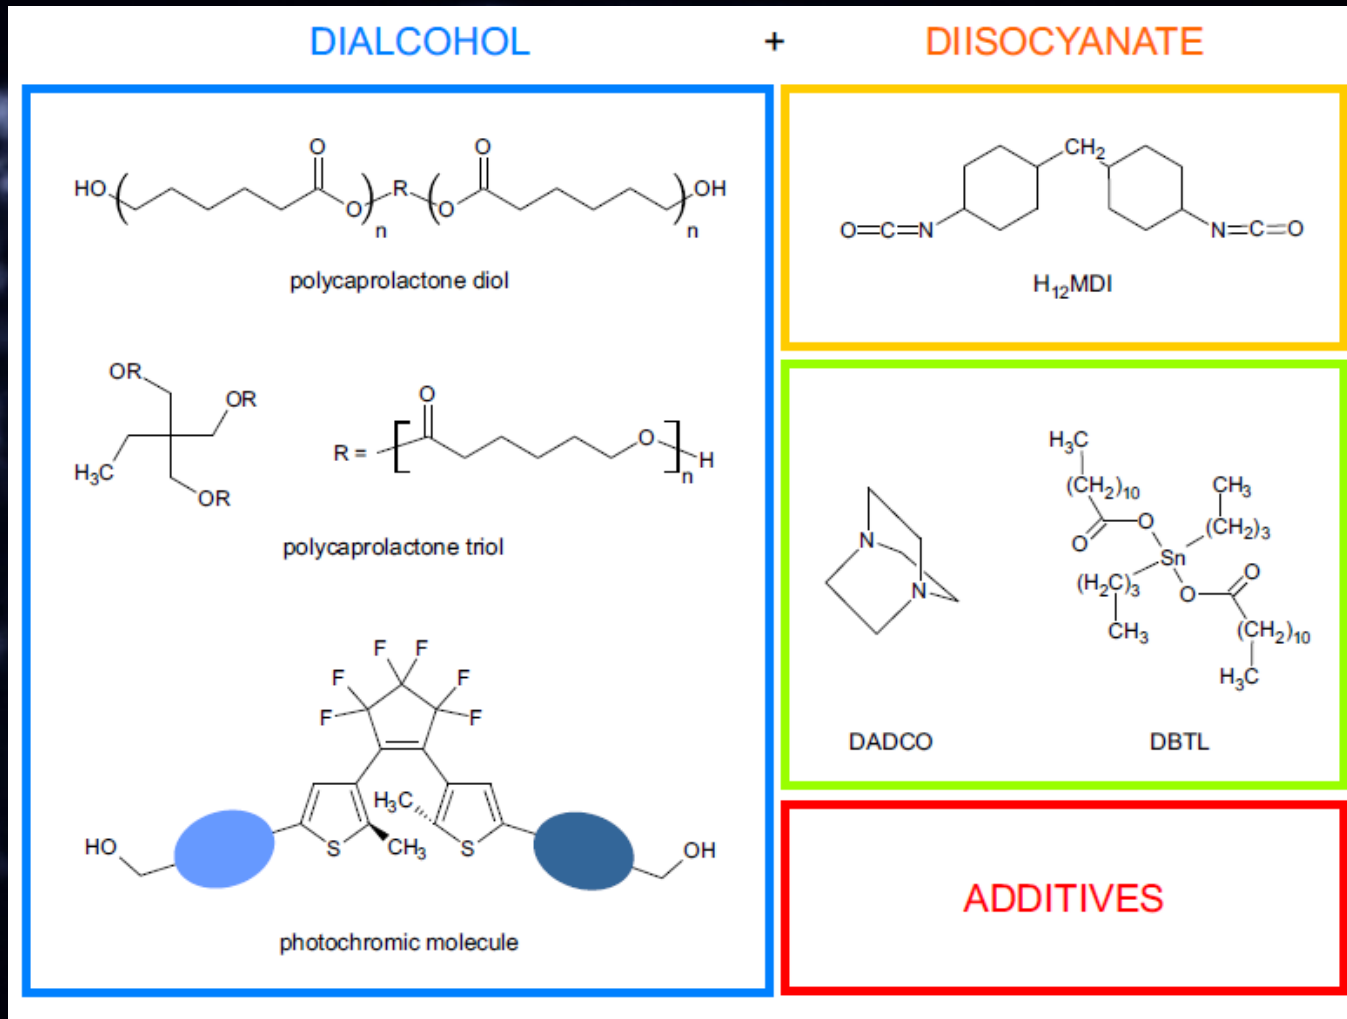 DIALCOHOL + DIISOCYANATE
HO ( O O ) n R ( O O ) n OH
polycaprolactone diol
OR
OR
H3C
OR
R = [ O O ] n H
polycaprolactone triol
F F
F F
F F
H3C
HO S CH3 S OH
photochromic molecule
CH2
O=C=N N=C=O
H12MDI
N
N
DADCO
H3C
(CH2)10 CH3
O (CH2)3
O Sn
(H2C)3 O O
CH3 (CH2)10
H3C
DBTL
ADDITIVES